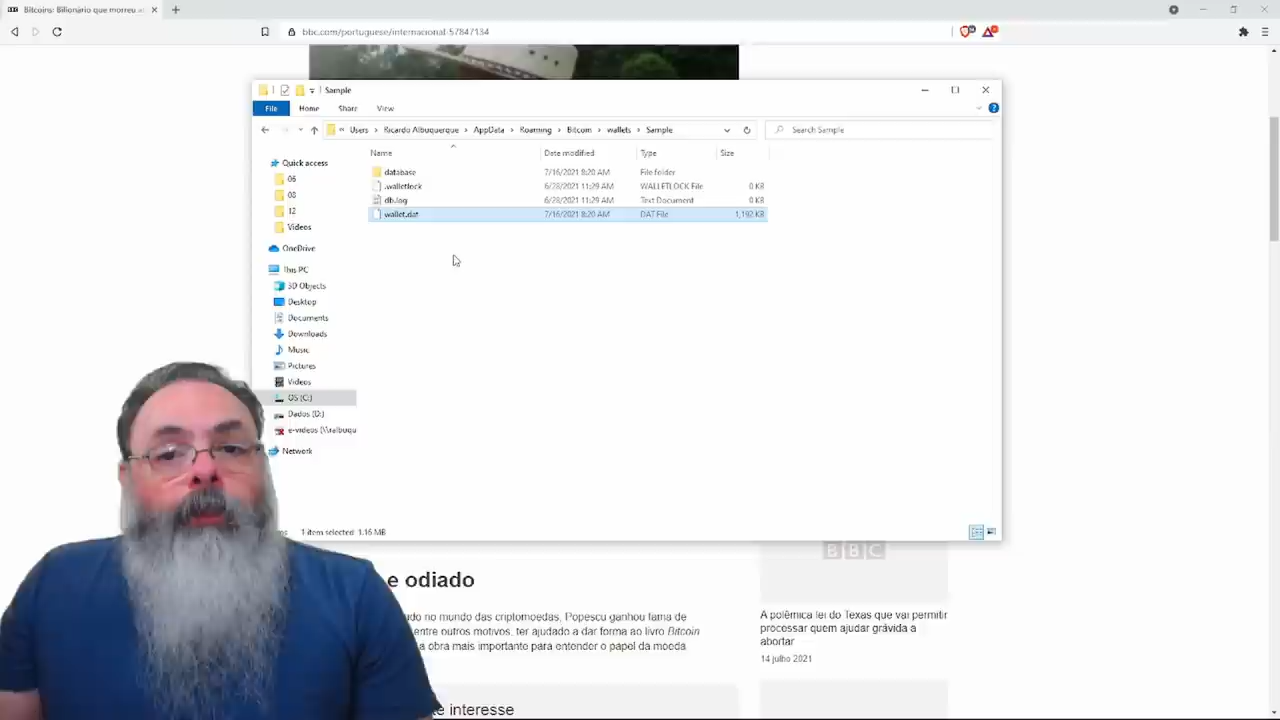 Bitcoins: Bilionário que morreu a
bbc.com/portuguese/internacional-57847134
Sample
File
Home
Share
View
Users
Ricardo Albuquerque
AppData
Roaming
Bitcoin
wallets
Sample
Search Sample
Name
Date modified
Type
Size
Quick access
06
08
12
Videos
OneDrive
This PC
3D Objects
Desktop
Documents
Downloads
Music
Pictures
Videos
OS (C:)
Dados (D:)
e-videos (\\ralbuqu
Network
database 7/16/2021 8:20 AM File folder
.walletlock 6/28/2021 11:29 AM WALLETLOCK File 0 KB
db.log 6/28/2021 11:29 AM Text Document 0 KB
wallet.dat 7/16/2021 8:20 AM DAT File 1,192 KB
1 item selected 1.16 MB
e odiado
ado no mundo das criptomoedas, Popescu ganhou fama de
entre outros motivos, ter ajudado a dar forma ao livro Bitcoin
a obra mais importante para entender o papel da moeda
te interesse
BBC
A polêmica lei do Texas que vai permitir
processar quem ajudar grávida a
abortar
14 julho 2021